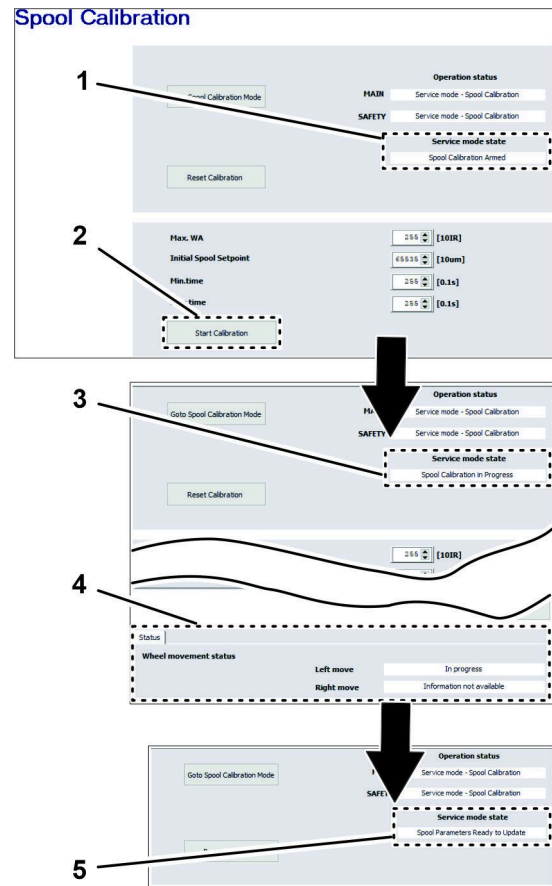 Spool Calibration
1
Operation status
Spool Calibration Mode
MAIN
Service mode - Spool Calibration
SAFETY
Service mode - Spool Calibration
Service mode state
Spool Calibration Armed
Reset Calibration
2
Max. WA
255
[10IR]
Initial Spool Setpoint
65535
[10um]
Min.time
255
[0.1s]
time
255
[0.1s]
Start Calibration
3
Operation status
Goto Spool Calibration Mode
Service mode - Spool Calibration
SAFETY
Service mode - Spool Calibration
Service mode state
Spool Calibration in Progress
Reset Calibration
255
[10IR]
4
Status
Wheel movement status
Left move
In progress
Right move
Information not available
Operation status
Goto Spool Calibration Mode
Service mode - Spool Calibration
Service mode - Spool Calibration
Service mode state
Spool Parameters Ready to Update
5